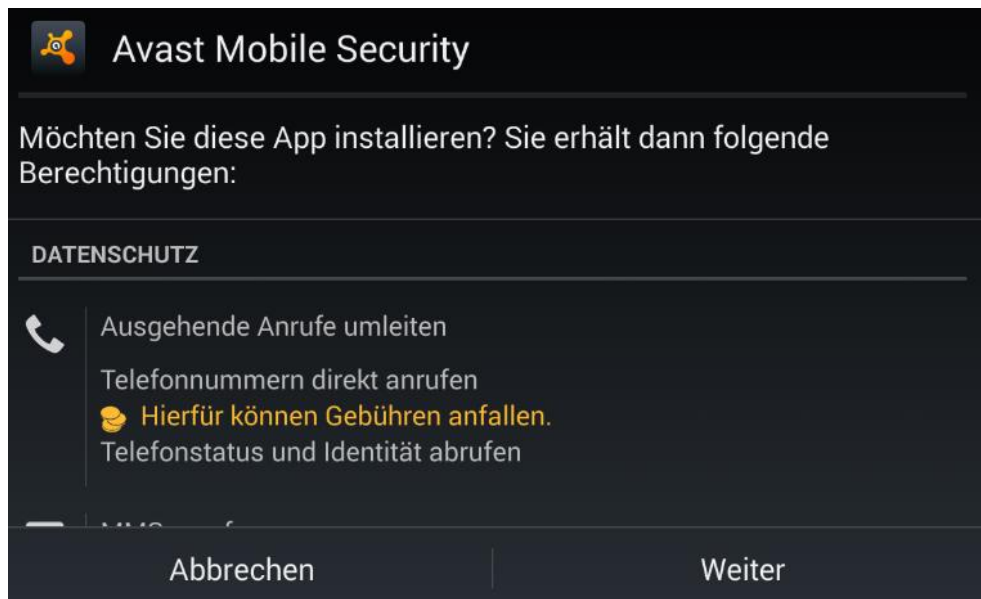 Avast Mobile Security
Möchten Sie diese App installieren? Sie erhält dann folgende
Berechtigungen:
DATENSCHUTZ
Ausgehende Anrufe umleiten
Telefonnummern direkt anrufen
Hierfür können Gebühren anfallen.
Telefonstatus und Identität abrufen
Abbrechen
Weiter